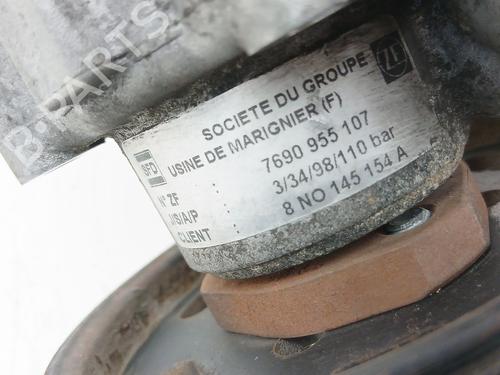 SOCIETE DU GROUPE ZF
USINE DE MARIGNIER (F)
N° ZF : 7690 955 107
J/S/A/P : 3/34/98/110 bar
CLIENT : 8 NO 145 154 A
B-PARTS